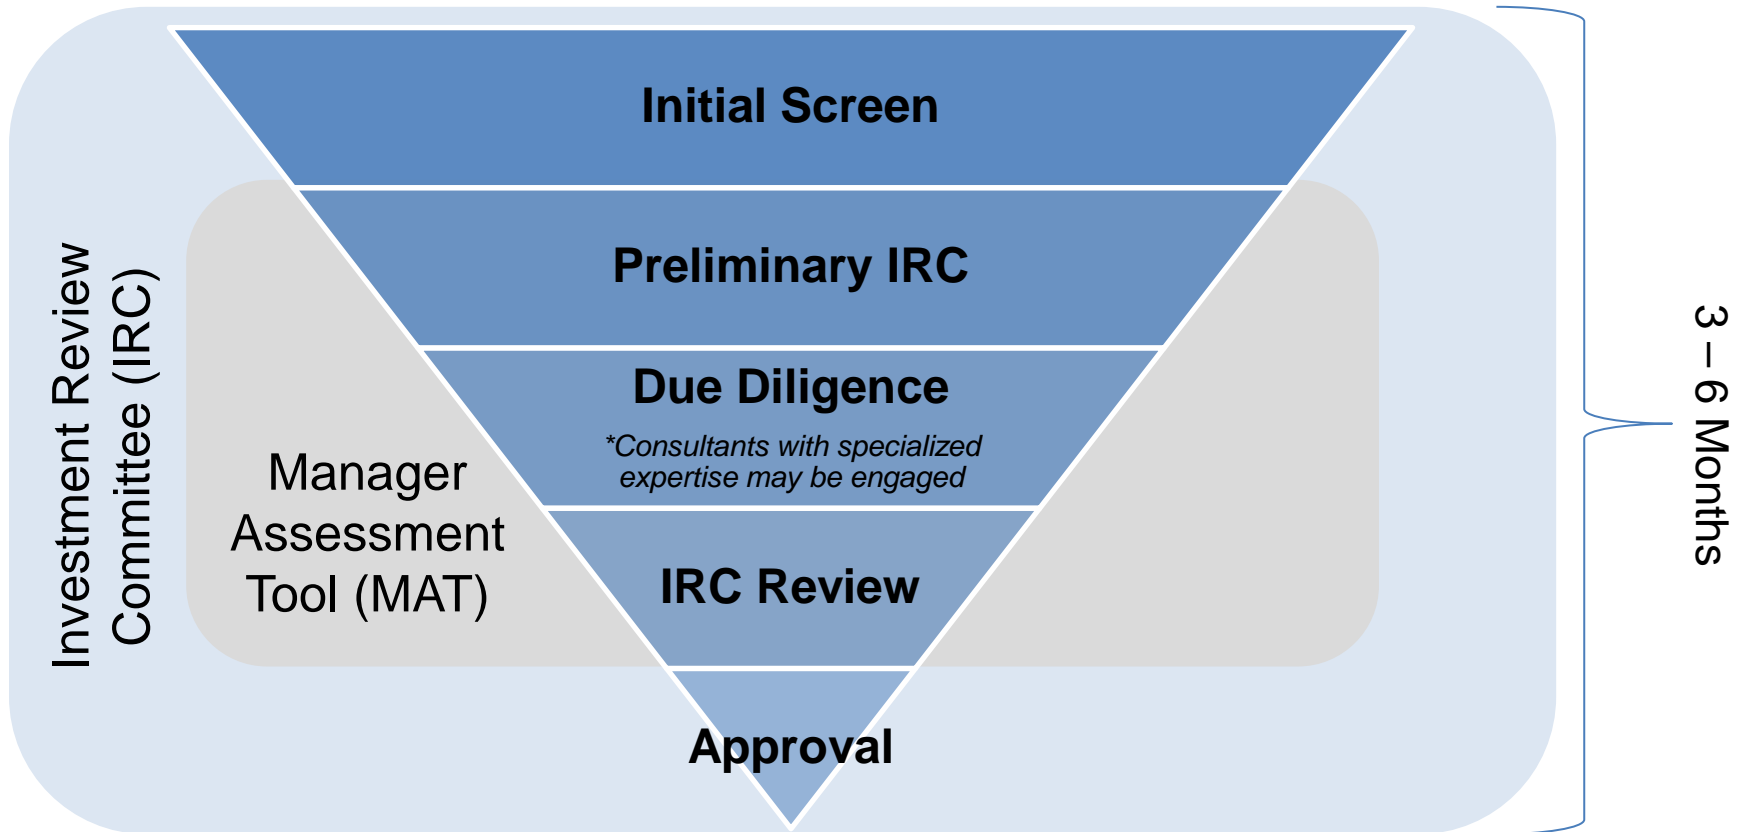 Initial Screen
Preliminary IRC
Due Diligence
*Consultants with specialized
expertise may be engaged
IRC Review
Approval
Investment Review
Committee (IRC)
Manager
Assessment
Tool (MAT)
3 – 6 Months